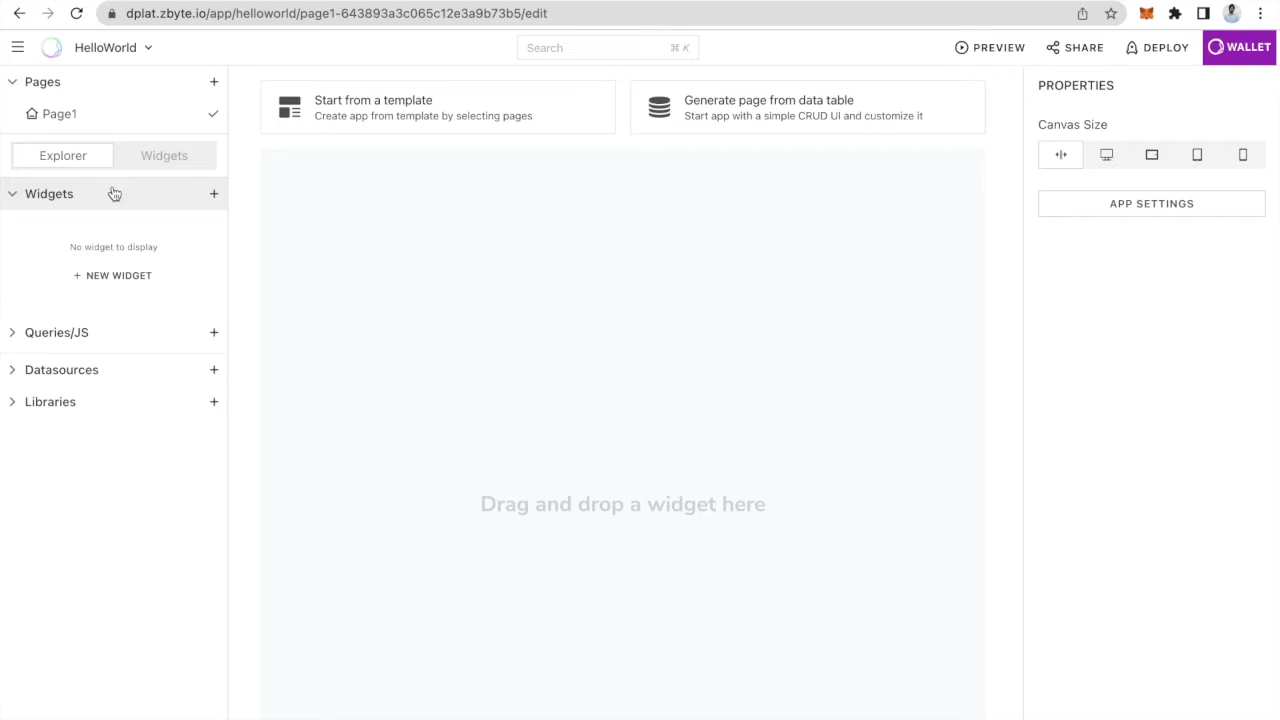 dplat.zbyte.io/app/helloworld/page1-643893a3c065c12e3a9b73b5/edit
HelloWorld
Search ⌘ K
PREVIEW
SHARE
DEPLOY
WALLET
Pages
Page1
Explorer
Widgets
Widgets
No widget to display
+ NEW WIDGET
Queries/JS
Datasources
Libraries
Start from a template
Create app from template by selecting pages
Generate page from data table
Start app with a simple CRUD UI and customize it
Drag and drop a widget here
PROPERTIES
Canvas Size
APP SETTINGS